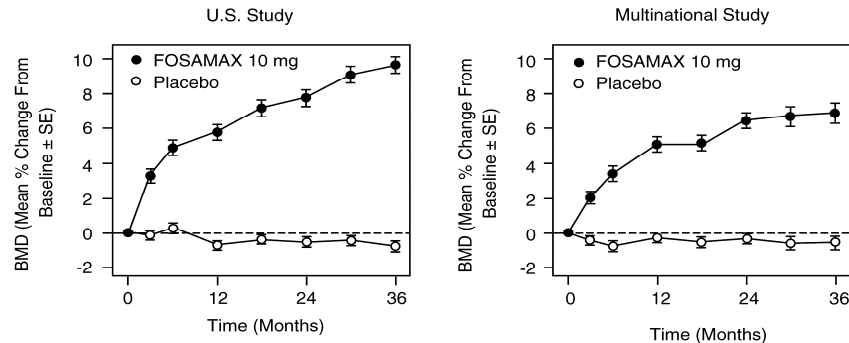 U.S. Study
BMD (Mean % Change From
Baseline ± SE)
10
8
6
4
2
0
-2
FOSAMAX 10 mg
Placebo
0
12
24
36
Time (Months)
Multinational Study
BMD (Mean % Change From
Baseline ± SE)
10
8
6
4
2
0
-2
FOSAMAX 10 mg
Placebo
0
12
24
36
Time (Months)